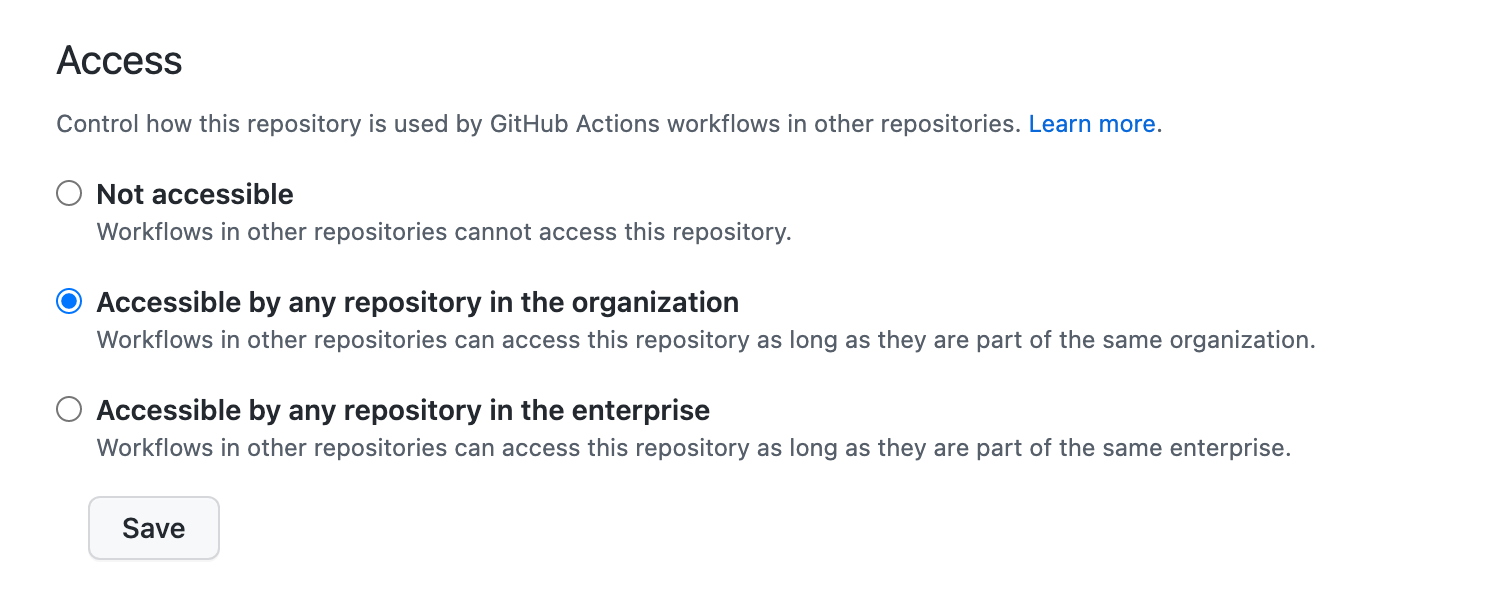 Access
Control how this repository is used by GitHub Actions workflows in other repositories. Learn more.
Not accessible
Workflows in other repositories cannot access this repository.
Accessible by any repository in the organization
Workflows in other repositories can access this repository as long as they are part of the same organization.
Accessible by any repository in the enterprise
Workflows in other repositories can access this repository as long as they are part of the same enterprise.
Save